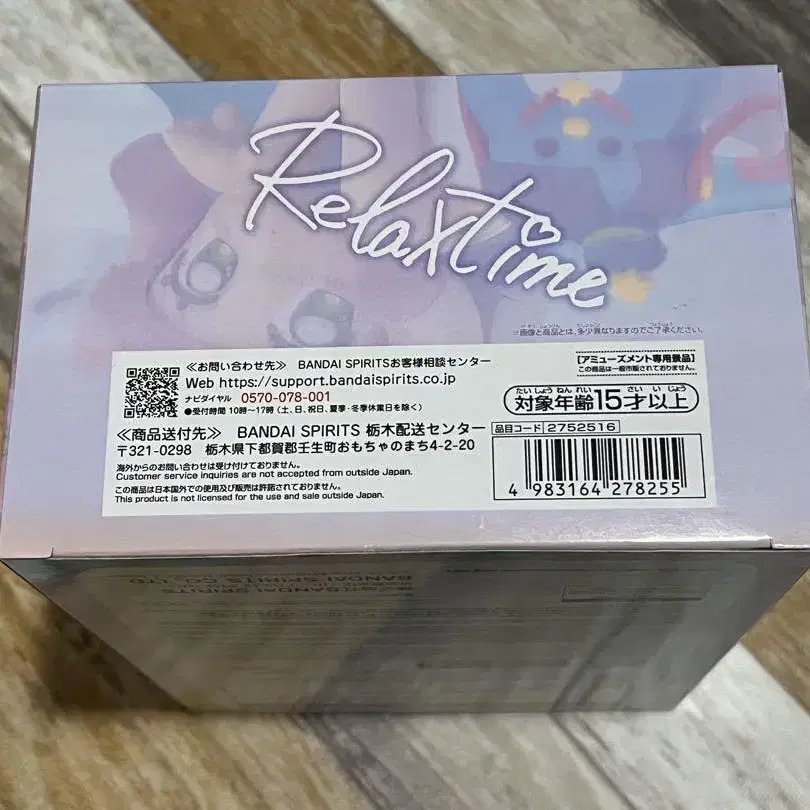 Relax time
※画像と商品とは、多少異なりますのでご了承ください。
≪お問い合わせ先≫ BANDAI SPIRITSお客様相談センター
Web https://support.bandaispirits.co.jp
ナビダイヤル 0570-078-001
●受付時間 10時～17時(土、日、祝日、夏季・冬季休業日を除く)
≪商品送付先≫ BANDAI SPIRITS 栃木配送センター
〒321-0298 栃木県下都賀郡壬生町おもちゃのまち4-2-20
海外からのお問い合わせは受け付けておりません。
Customer service inquiries are not accepted from outside Japan.
この商品は日本国外での使用及び販売は許諾されておりません。
This product is not licensed for the use and sale outside Japan.
【アミューズメント専用景品】
この商品は一般市販されておりません。
たいしょうねんれい さい いじょう
対象年齢15才以上
品目コード 2752516
4 983164 278255
BANDAI SPIRITS CO., LTD
BANDAI SPIRITS